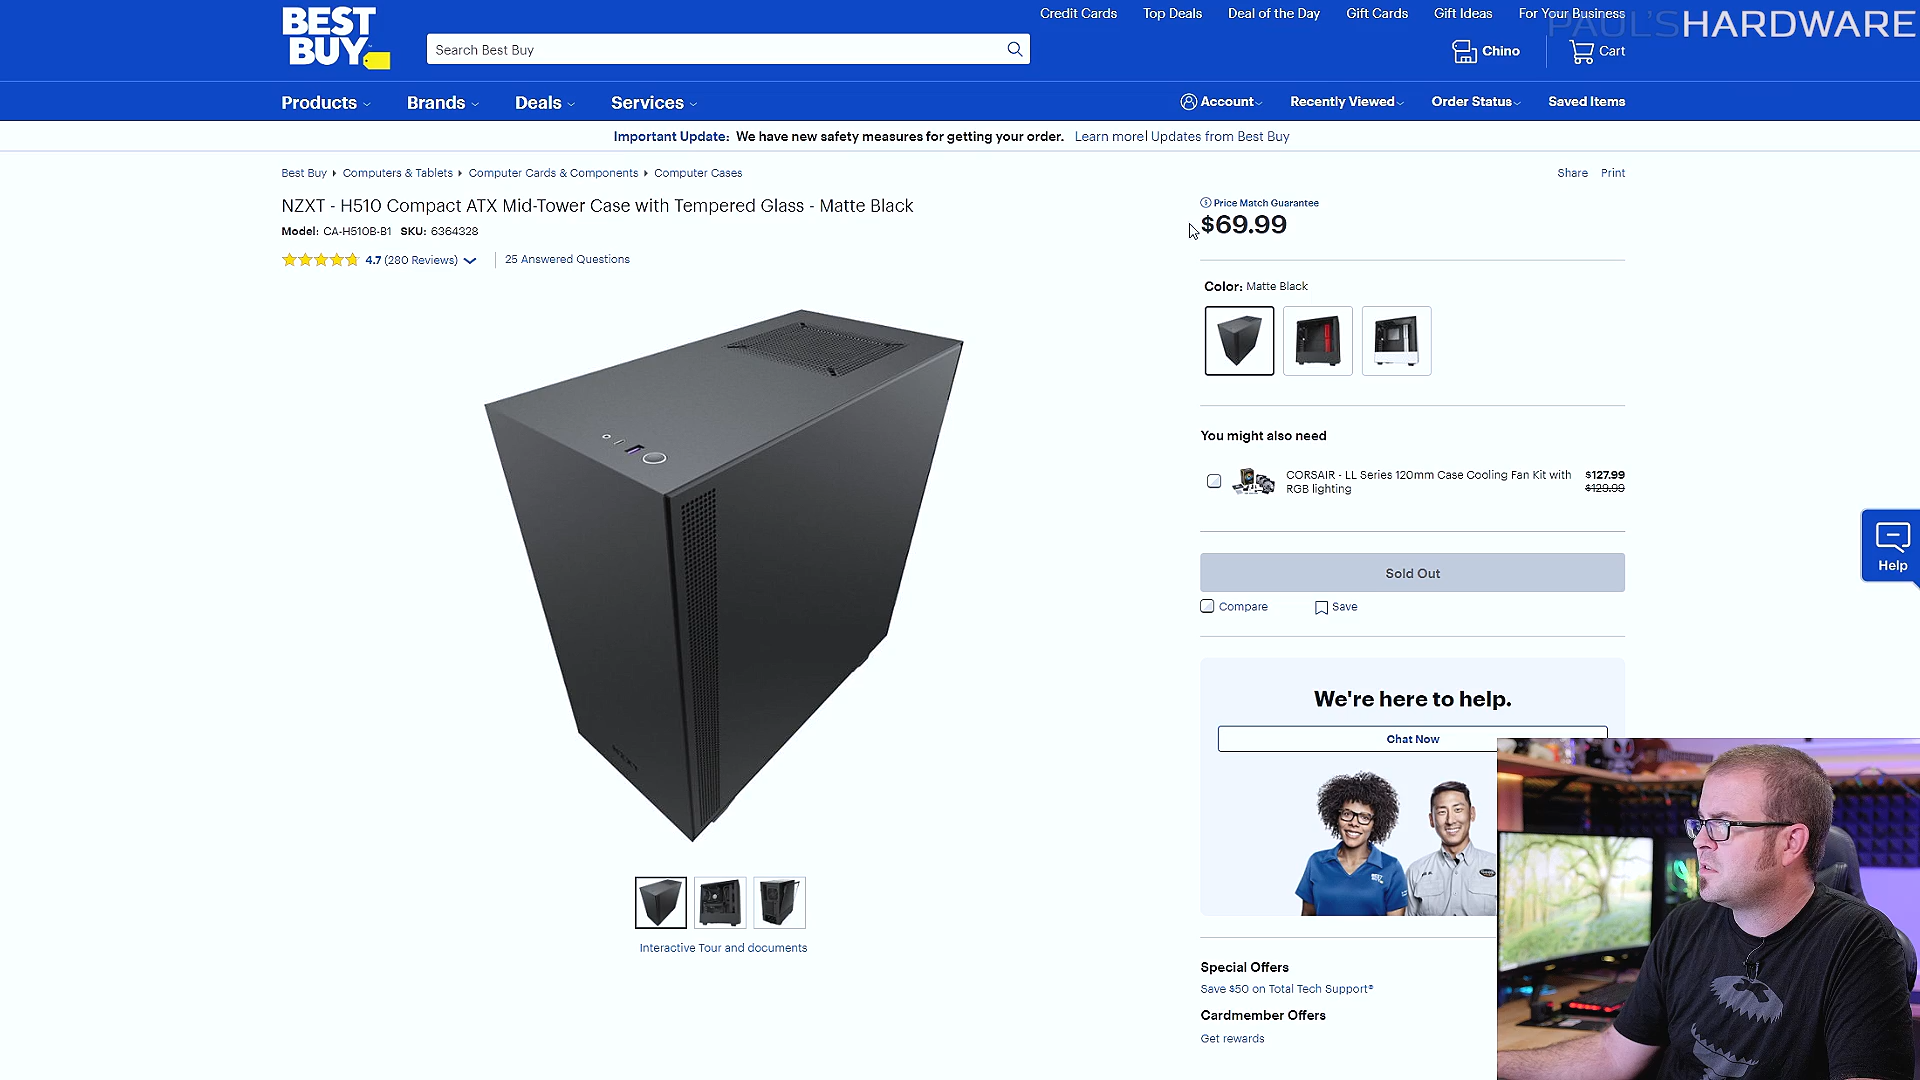 BEST
BUY
Search Best Buy
Credit Cards
Top Deals
Deal of the Day
Gift Cards
Gift Ideas
For Your Business
PAUL'SHARDWARE
Chino
Cart
Products
Brands
Deals
Services
Account
Recently Viewed
Order Status
Saved Items
Important Update: We have new safety measures for getting your order. Learn more| Updates from Best Buy
Best Buy
Computers & Tablets
Computer Cards & Components
Computer Cases
Share
Print
NZXT - H510 Compact ATX Mid-Tower Case with Tempered Glass - Matte Black
Model: CA-H510B-B1 SKU: 6364328
4.7 (280 Reviews)
25 Answered Questions
Price Match Guarantee
$69.99
Color: Matte Black
You might also need
CORSAIR - LL Series 120mm Case Cooling Fan Kit with
RGB lighting
$127.99
$129.99
Sold Out
Compare
Save
Help
We're here to help.
Chat Now
NZXT
BEST
BUY
Interactive Tour and documents
Special Offers
Save $50 on Total Tech Support®
Cardmember Offers
Get rewards